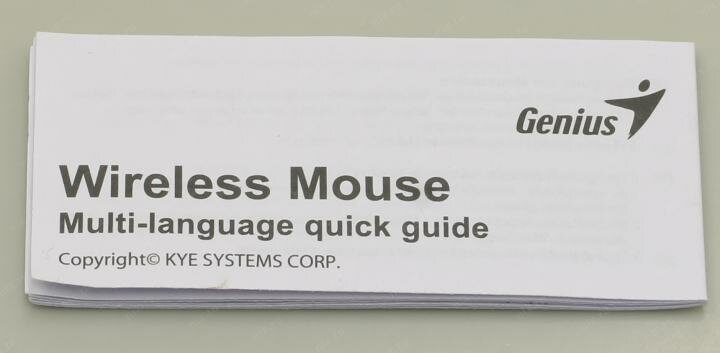 Genius
Wireless Mouse
Multi-language quick guide
Copyright© KYE SYSTEMS CORP.